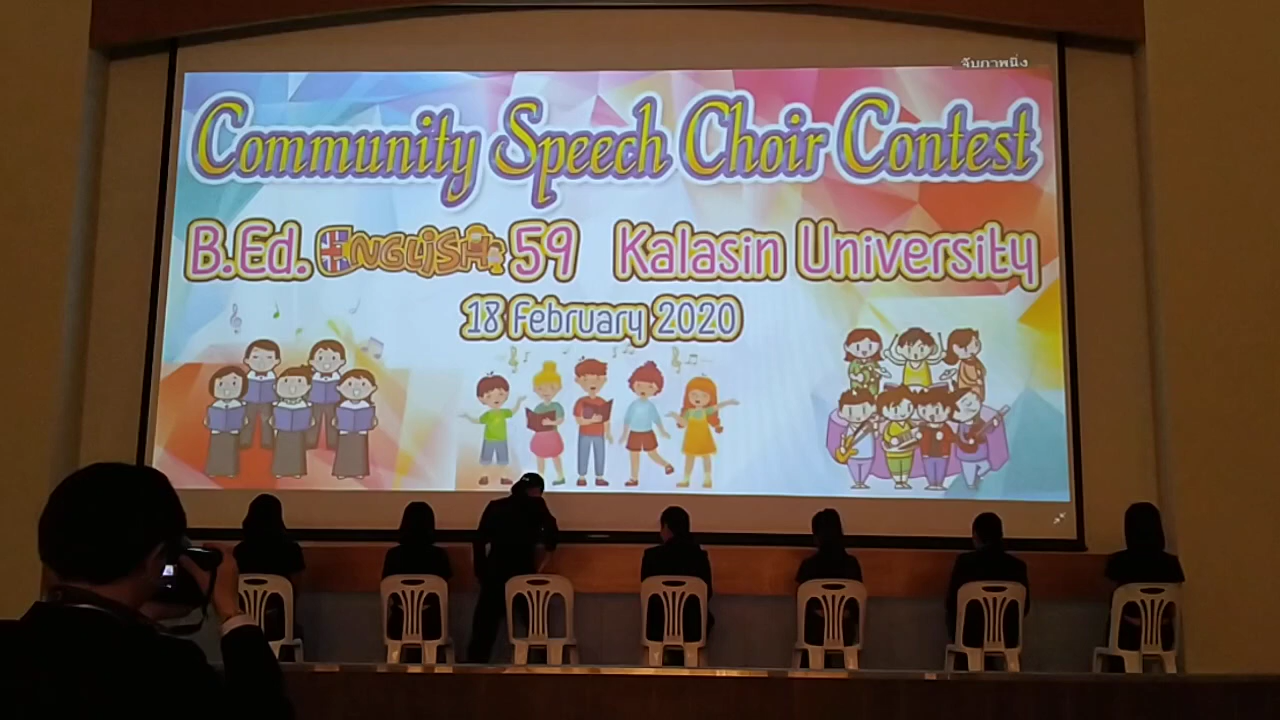 จับภาพนิ่ง
Community Speech Choir Contest
B.Ed. ENGLISH 59 Kalasin University
18 February 2020